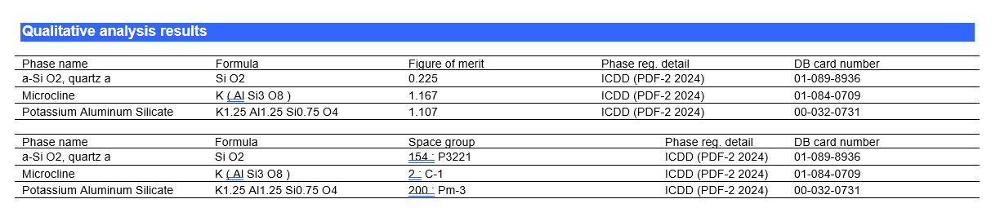 Qualitative analysis results
Phase name Formula Figure of merit Phase reg. detail DB card number
a-Si O2, quartz a Si O2 0.225 ICDD (PDF-2 2024) 01-089-8936
Microcline K ( Al Si3 O8 ) 1.167 ICDD (PDF-2 2024) 01-084-0709
Potassium Aluminum Silicate K1.25 Al1.25 Si0.75 O4 1.107 ICDD (PDF-2 2024) 00-032-0731
Phase name Formula Space group Phase reg. detail DB card number
a-Si O2, quartz a Si O2 154 : P3221 ICDD (PDF-2 2024) 01-089-8936
Microcline K ( Al Si3 O8 ) 2 : C-1 ICDD (PDF-2 2024) 01-084-0709
Potassium Aluminum Silicate K1.25 Al1.25 Si0.75 O4 200 : Pm-3 ICDD (PDF-2 2024) 00-032-0731